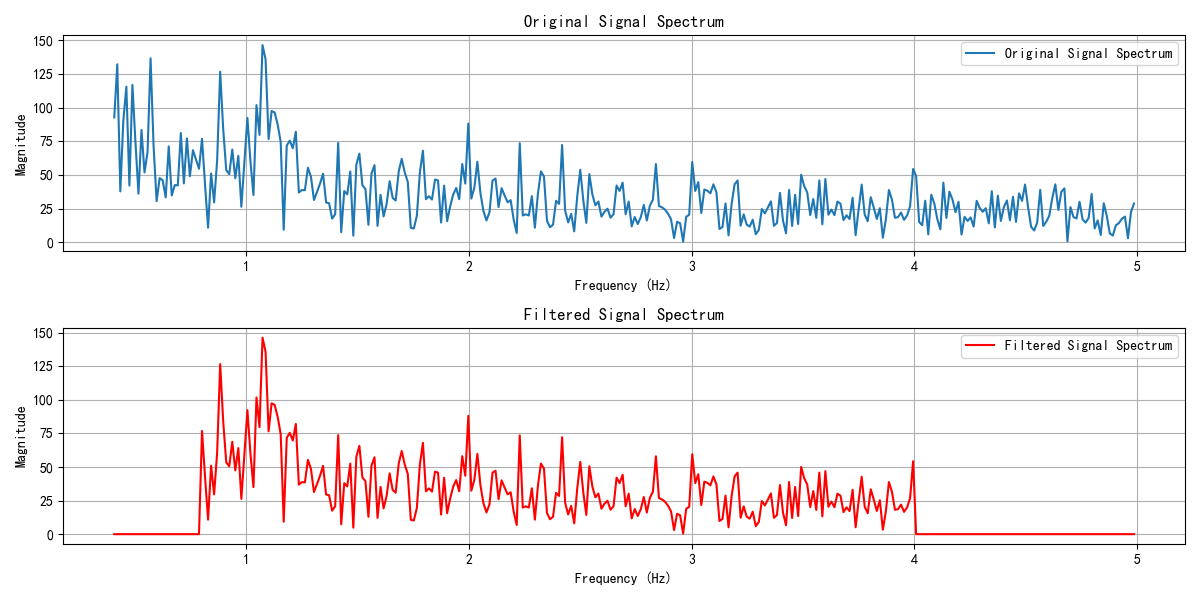 Original Signal Spectrum
150
125
100
75
50
25
0
Magnitude
Original Signal Spectrum
1 2 3 4 5
Frequency (Hz)
Filtered Signal Spectrum
150
125
100
75
50
25
0
Magnitude
Filtered Signal Spectrum
1 2 3 4 5
Frequency (Hz)